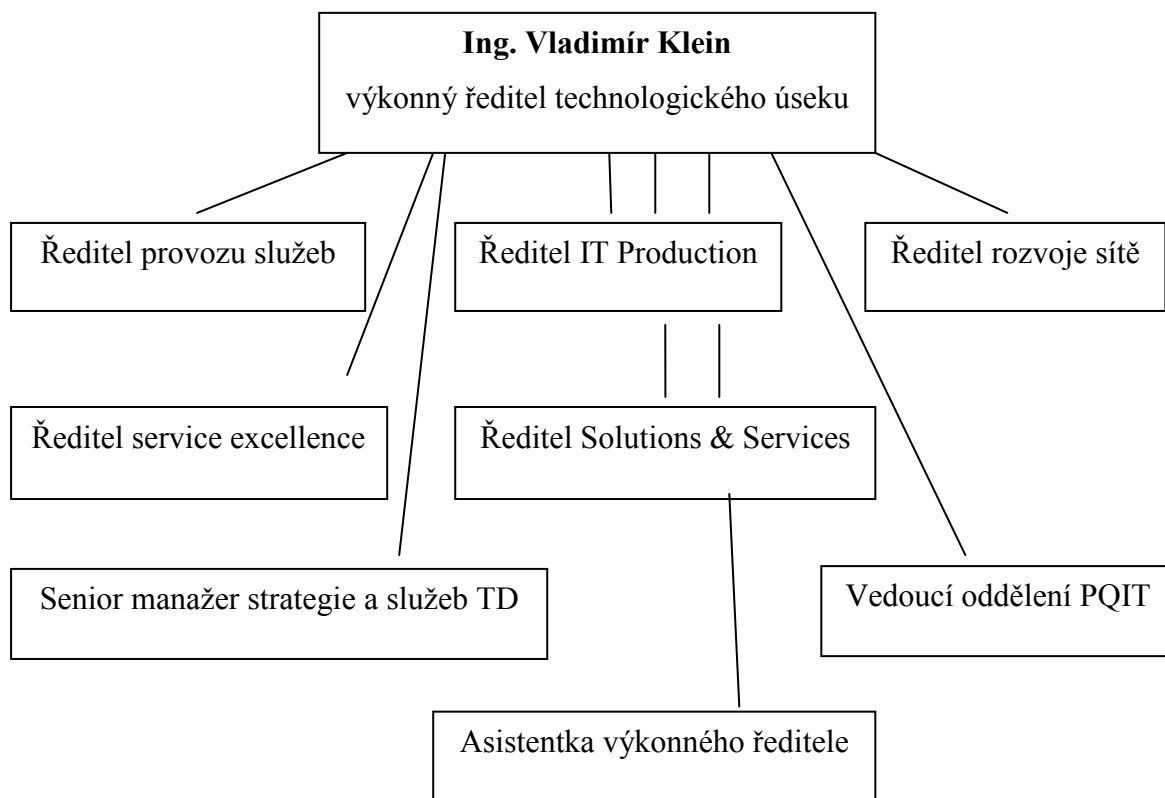 Ing. Vladimír Klein
výkonný ředitel technologického úseku
Ředitel provozu služeb
Ředitel IT Production
Ředitel rozvoje sítě
Ředitel service excellence
Ředitel Solutions & Services
Senior manažer strategie a služeb TD
Vedoucí oddělení PQIT
Asistentka výkonného ředitele